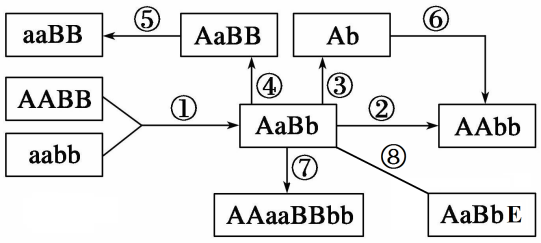 aaBB ⑤ AaBB Ab ⑥
AABB ④ ③
① AaBb ② AAbb
aabb ⑦ ⑧
AAaaBBbb AaBbE